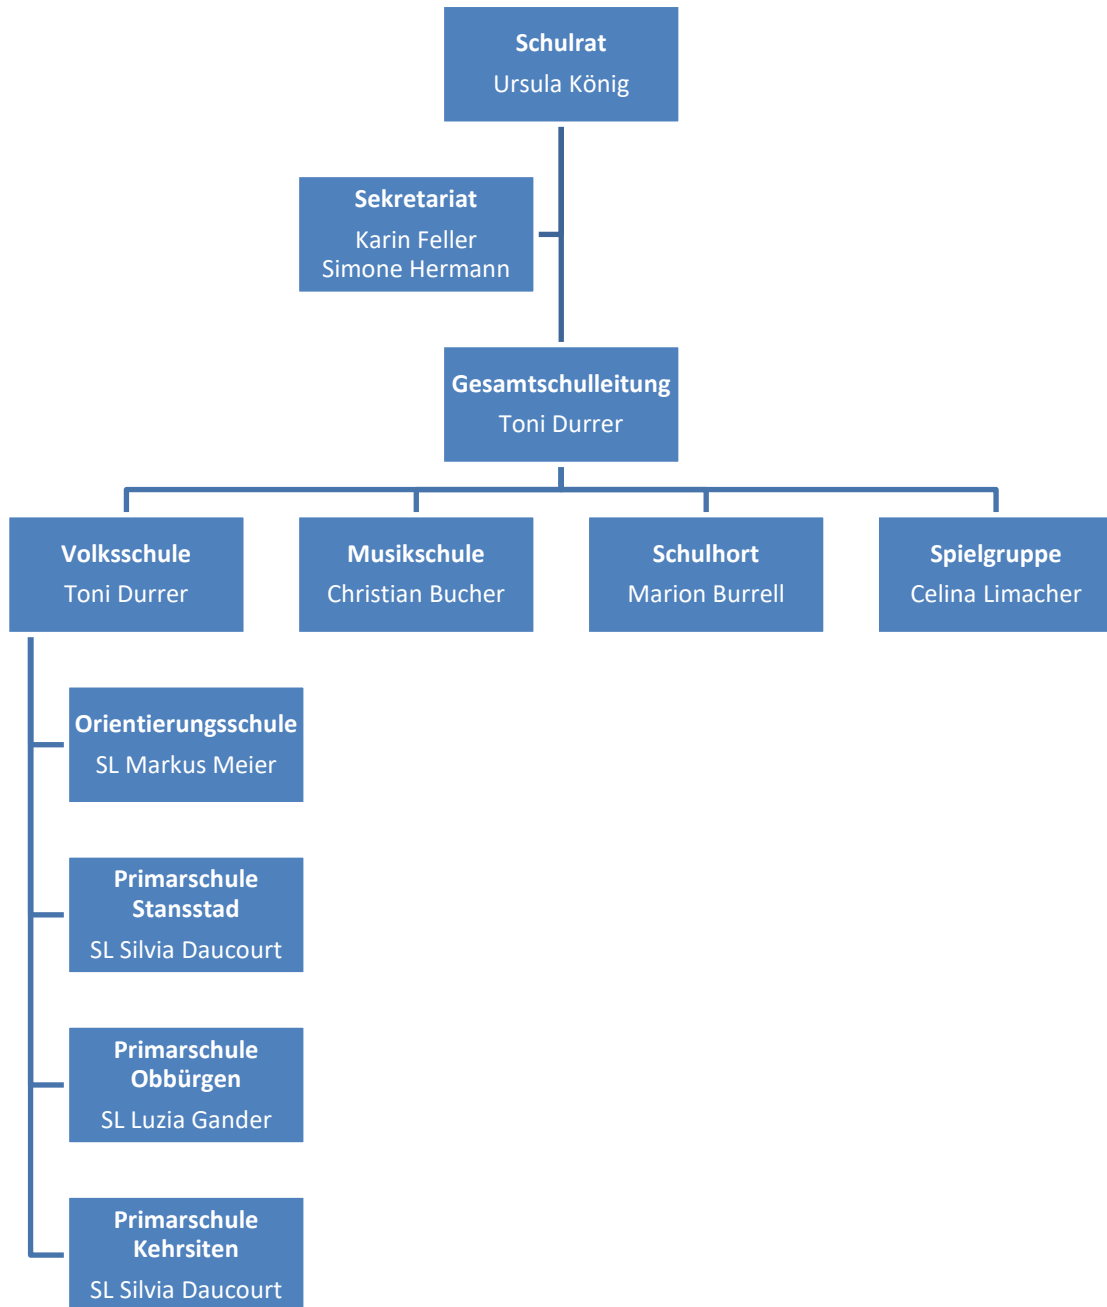 Schulrat
Ursula König
Sekretariat
Karin Feller
Simone Hermann
Gesamtschulleitung
Toni Durrer
Volksschule
Toni Durrer
Musikschule
Christian Bucher
Schulhort
Marion Burrell
Spielgruppe
Celina Limacher
Orientierungsschule
SL Markus Meier
Primarschule
Stansstad
SL Silvia Daucourt
Primarschule
Obbürgen
SL Luzia Gander
Primarschule
Kehrsiten
SL Silvia Daucourt